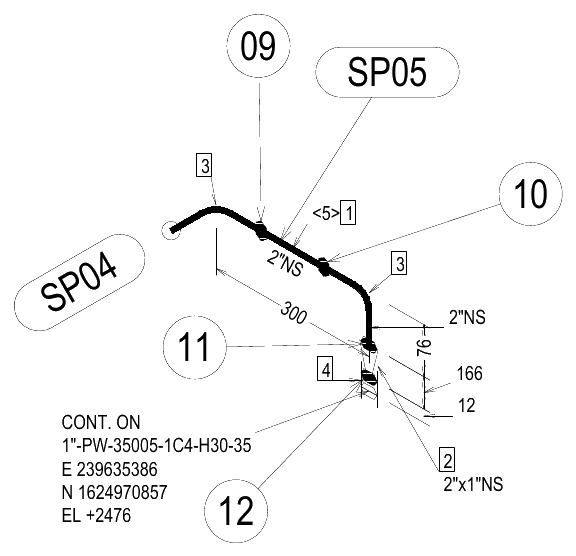 09
SP05
3
<5>
1
10
2"NS
3
SP04
300
2"NS
11
76
4
166
12
CONT. ON
1"-PW-35005-1C4-H30-35
E 239635386
N 1624970857
EL +2476
2
2"x1"NS
12